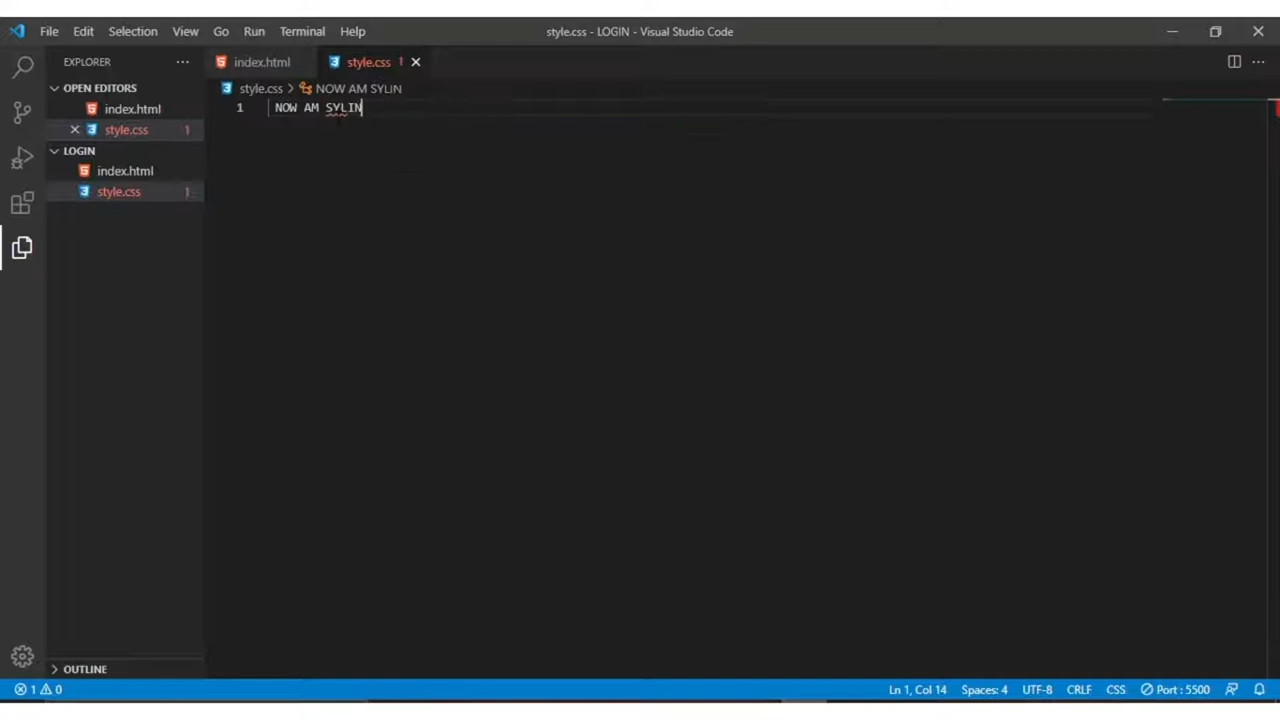 File Edit Selection View Go Run Terminal Help style.css - LOGIN - Visual Studio Code
EXPLORER index.html style.css 1
OPEN EDITORS style.css NOW AM SYLIN
index.html 1 NOW AM SYLIN
style.css 1
LOGIN
index.html
style.css 1
OUTLINE
1 0 Ln 1, Col 14 Spaces: 4 UTF-8 CRLF CSS Port : 5500